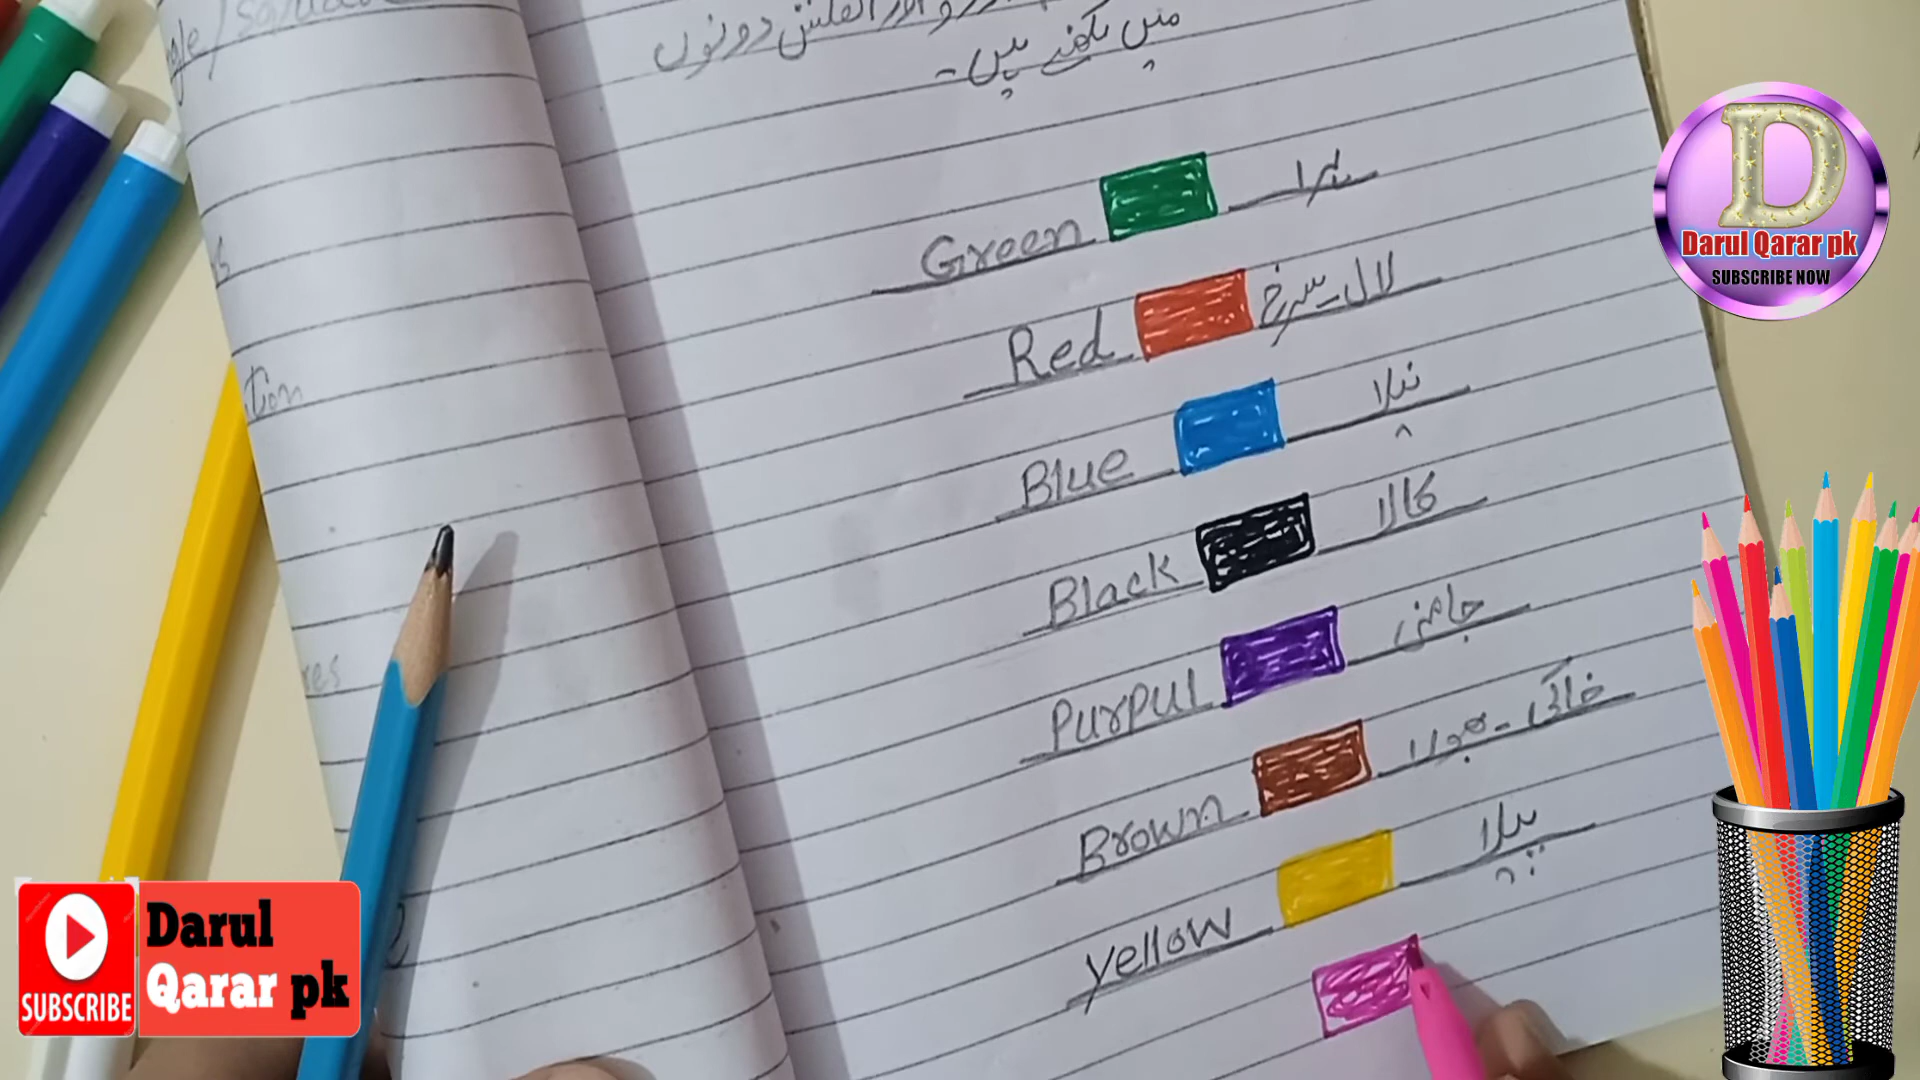 میں لکھتے ہیں۔
Green ہرا
Red لال۔سرخ
Blue نیلا
Black کالا
Purpul جامنی
Brown خاکی۔بھورا
yellow پیلا
D
Darul Qarar pk
SUBSCRIBE NOW
SUBSCRIBE
Darul
Qarar pk